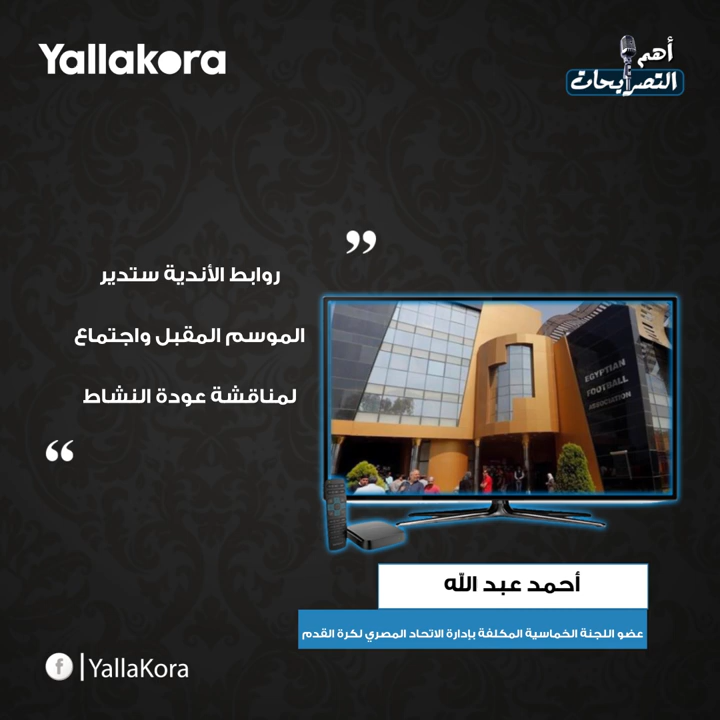 Yallakora
أهم
التصريحات
روابط الأندية ستدير
الموسم المقبل واجتماع
لمناقشة عودة النشاط
EGYPTIAN
FOOTBALL
ASSOCIATION
أحمد عبد الله
عضو اللجنة الخماسية المكلفة بإدارة الاتحاد المصري لكرة القدم
f | YallaKora